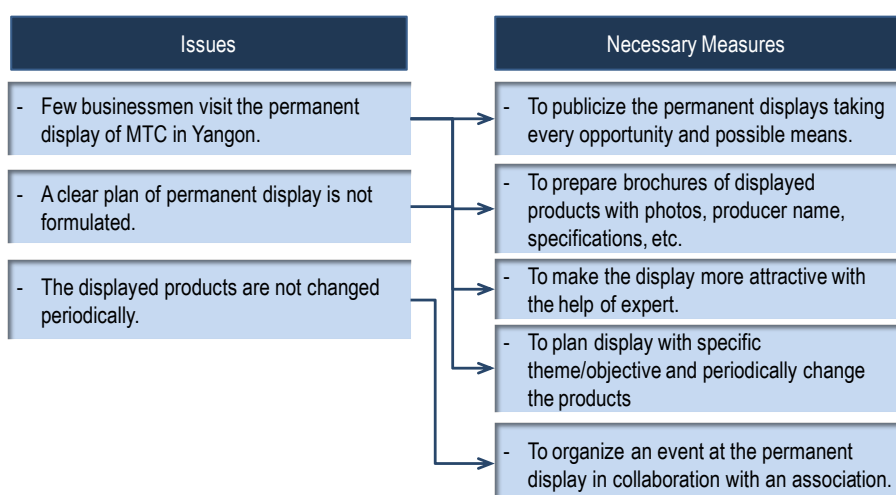 Issues
- Few businessmen visit the permanent
display of MTC in Yangon.
- A clear plan of permanent display is not
formulated.
- The displayed products are not changed
periodically.
Necessary Measures
- To publicize the permanent displays taking
every opportunity and possible means.
- To prepare brochures of displayed
products with photos, producer name,
specifications, etc.
- To make the display more attractive with
the help of expert.
- To plan display with specific
theme/objective and periodically change
the products
- To organize an event at the permanent
display in collaboration with an association.